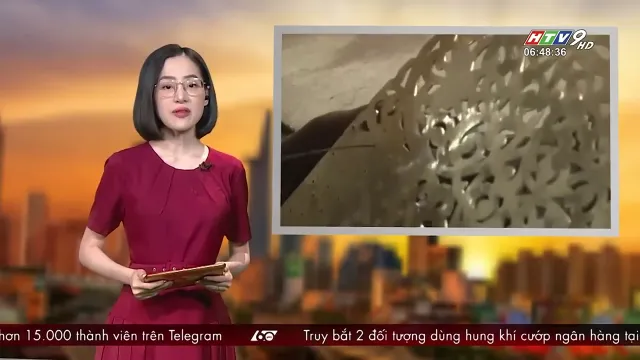 HTV9 HD
06:48:36
hơn 15.000 thành viên trên Telegram
Truy bắt 2 đối tượng dùng hung khí cướp ngân hàng tại